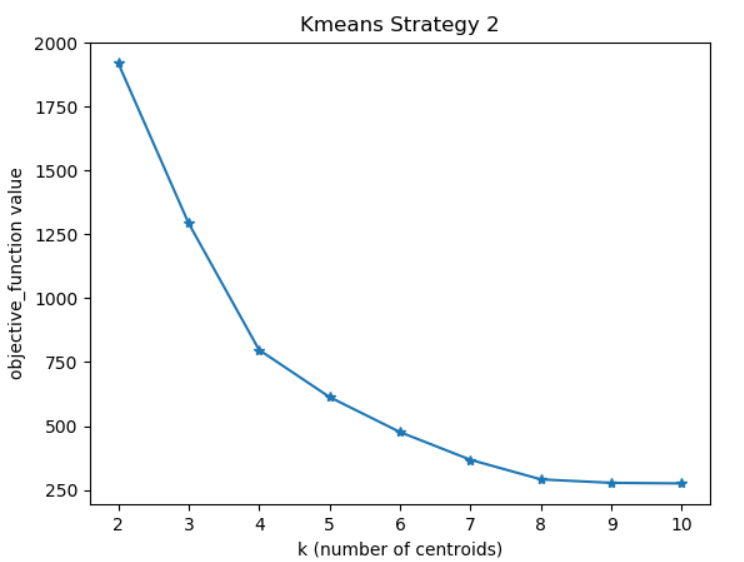 Kmeans Strategy 2
2000
1750
1500
1250
1000
750
500
250
objective_function value
2 3 4 5 6 7 8 9 10
k (number of centroids)